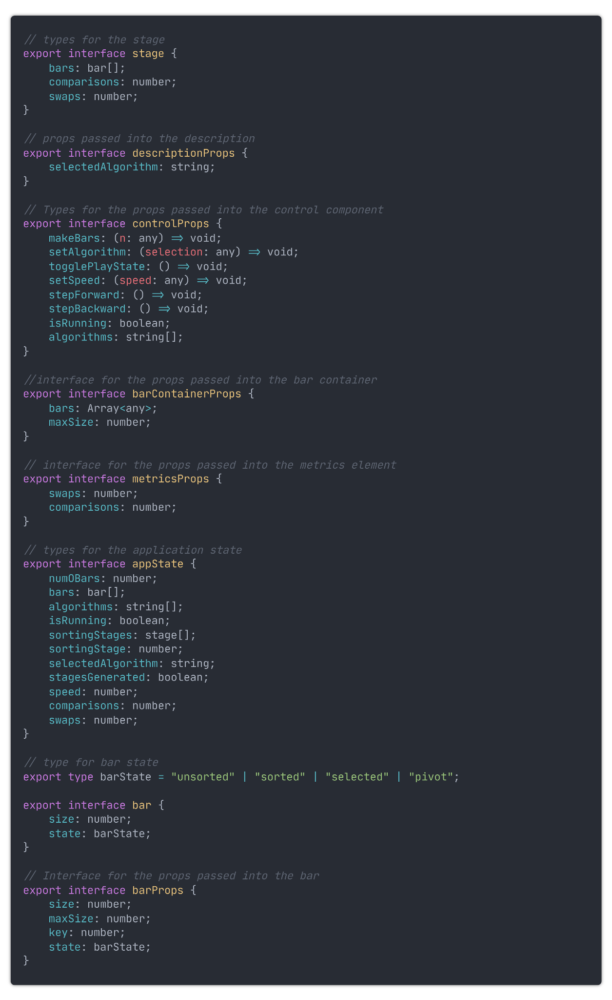 // types for the stage
export interface stage {
    bars: bar[];
    comparisons: number;
    swaps: number;
}

// props passed into the description
export interface descriptionProps {
    selectedAlgorithm: string;
}

// Types for the props passed into the control component
export interface controlProps {
    makeBars: (n: any) => void;
    setAlgorithm: (selection: any) => void;
    togglePlayState: () => void;
    setSpeed: (speed: any) => void;
    stepForward: () => void;
    stepBackward: () => void;
    isRunning: boolean;
    algorithms: string[];
}

//interface for the props passed into the bar container
export interface barContainerProps {
    bars: Array<any>;
    maxSize: number;
}

// interface for the props passed into the metrics element
export interface metricsProps {
    swaps: number;
    comparisons: number;
}

// types for the application state
export interface appState {
    numOBars: number;
    bars: bar[];
    algorithms: string[];
    isRunning: boolean;
    sortingStages: stage[];
    sortingStage: number;
    selectedAlgorithm: string;
    stagesGenerated: boolean;
    speed: number;
    comparisons: number;
    swaps: number;
}

// type for bar state
export type barState = "unsorted" | "sorted" | "selected" | "pivot";

export interface bar {
    size: number;
    state: barState;
}

// Interface for the props passed into the bar
export interface barProps {
    size: number;
    maxSize: number;
    key: number;
    state: barState;
}